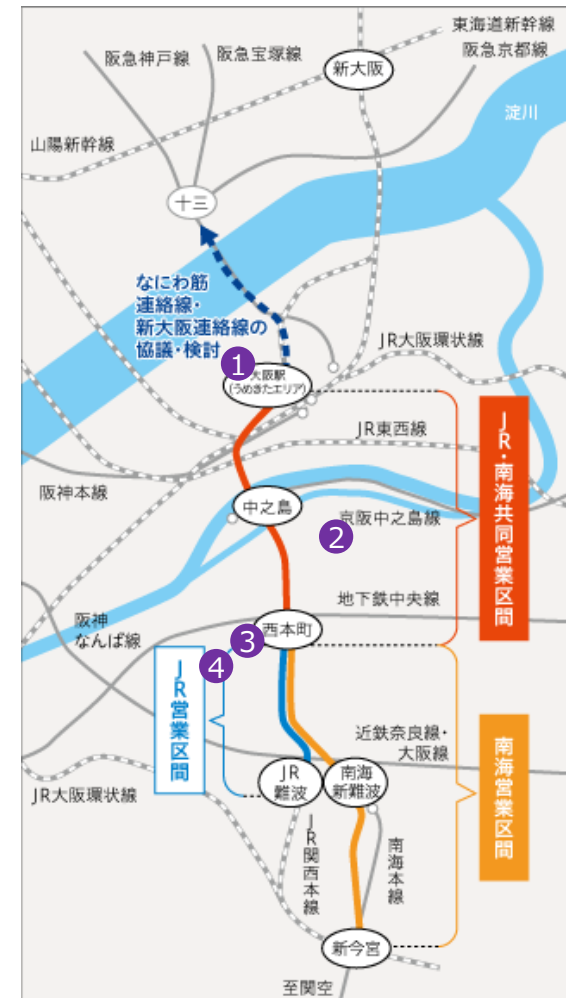 東海道新幹線
阪急神戸線
阪急宝塚線
阪急京都線
新大阪
淀川
山陽新幹線
十三
なにわ筋
連絡線・
新大阪連絡線の
協議・検討
1
大阪駅
(うめきたエリア)
JR大阪環状線
JR東西線
阪神本線
中之島
京阪中之島線
2
JR・南海共同営業区間
地下鉄中央線
阪神
なんば線
西本町
3
4
JR営業区間
近鉄奈良線・
大阪線
JR
難波
南海
新難波
南海営業区間
JR大阪環状線
JR関西本線
南海本線
新今宮
至関空